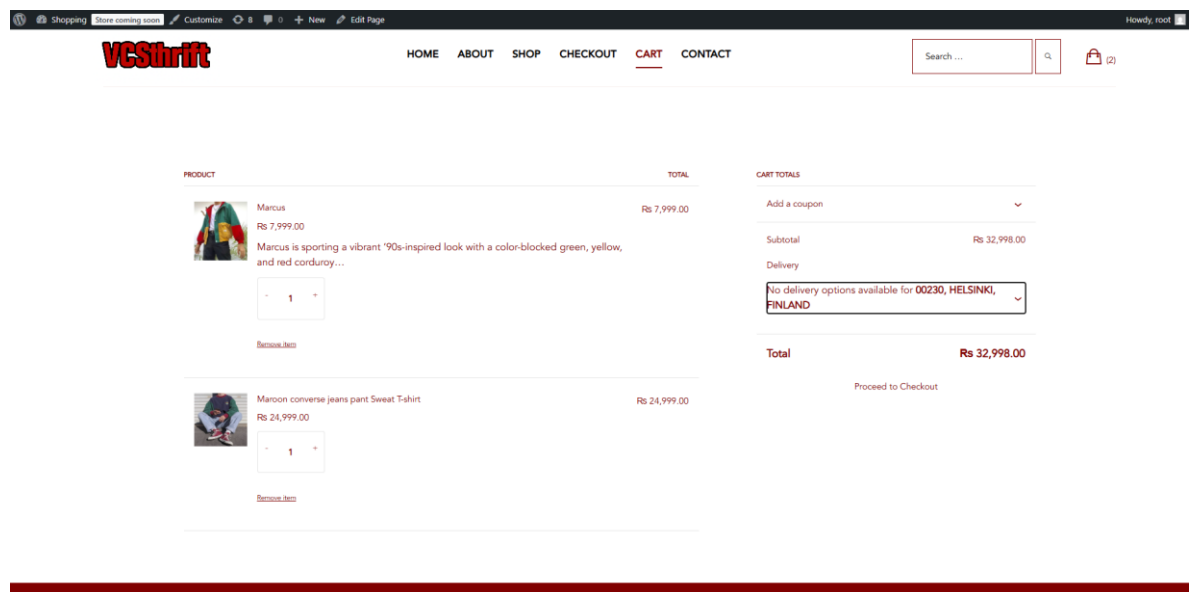 Shopping Store coming soon Customize 8 0 New Edit Page Howdy, root
VCSthrift HOME ABOUT SHOP CHECKOUT CART CONTACT Search ... (2)
PRODUCT TOTAL
Marcus Rs 7,999.00
Rs 7,999.00
Marcus is sporting a vibrant '90s-inspired look with a color-blocked green, yellow,
and red corduroy…
- 1 +
Remove item
Maroon converse jeans pant Sweat T-shirt Rs 24,999.00
Rs 24,999.00
- 1 +
Remove item
CART TOTALS
Add a coupon
Subtotal Rs 32,998.00
Delivery
No delivery options available for 00230, HELSINKI,
FINLAND
Total Rs 32,998.00
Proceed to Checkout